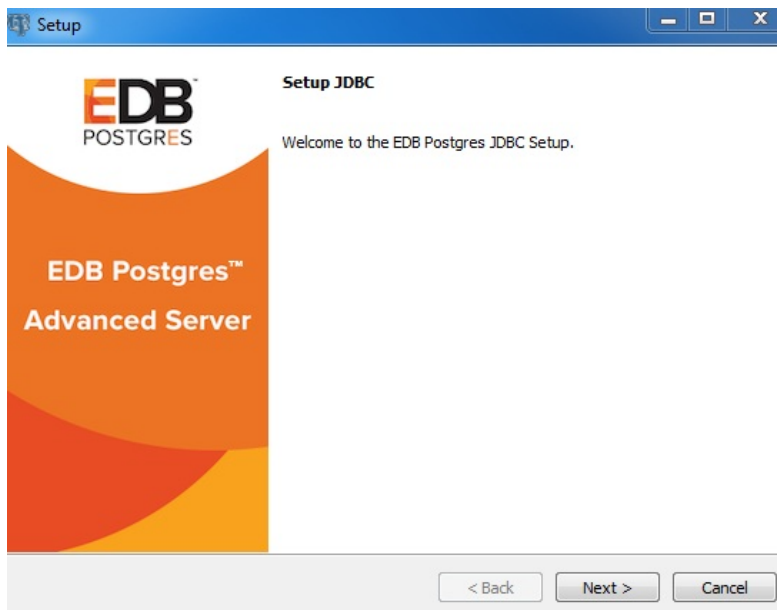 Setup
EDB
POSTGRES
Setup JDBC
Welcome to the EDB Postgres JDBC Setup.
EDB Postgres™
Advanced Server
< Back
Next >
Cancel